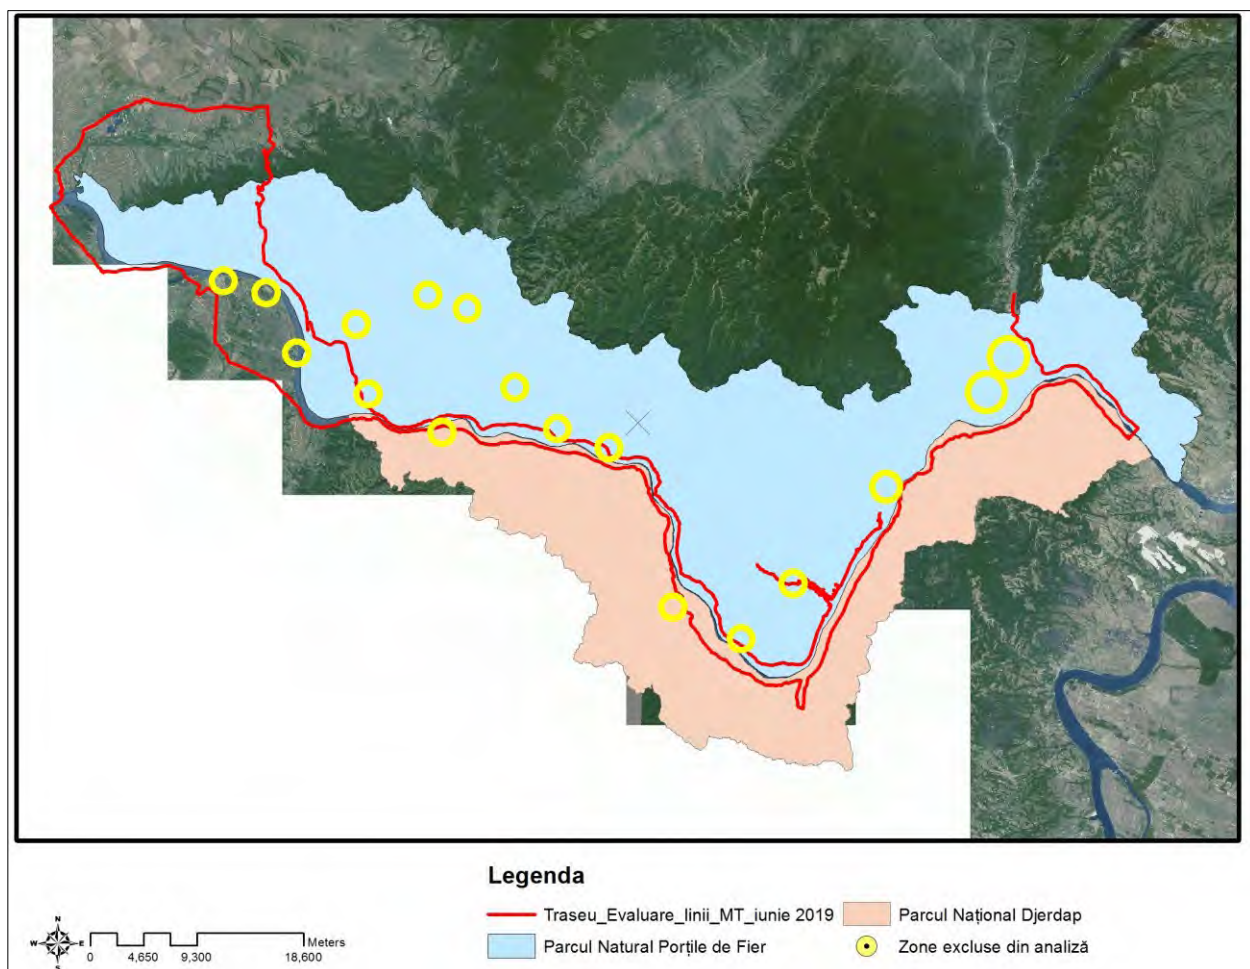 Legenda
Traseu_Evaluare_linii_MT_iunie 2019
Parcul Național Djerdap
Parcul Natural Porțile de Fier
Zone excluse din analiză
N
W E
S
Meters
0 4,650 9,300 18,600